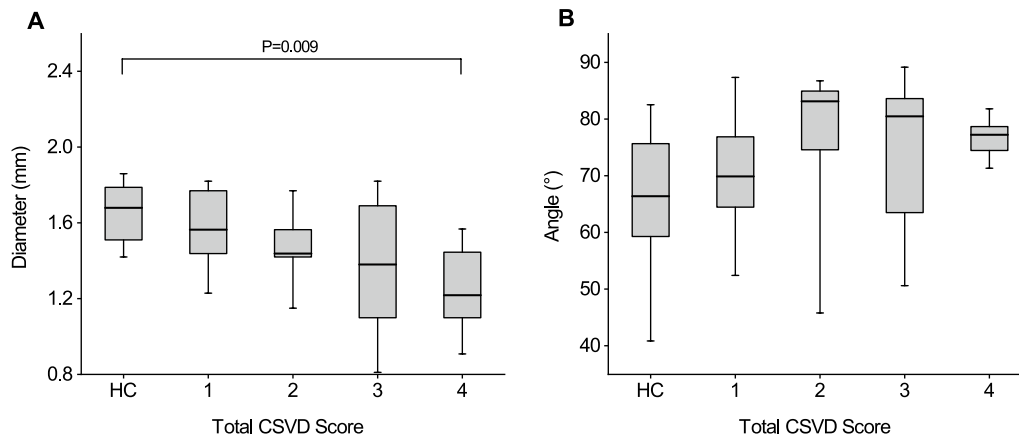 A
P=0.009
Diameter (mm)
2.4
2.0
1.6
1.2
0.8
HC 1 2 3 4
Total CSVD Score
B
Angle (°)
90
80
70
60
50
40
HC 1 2 3 4
Total CSVD Score